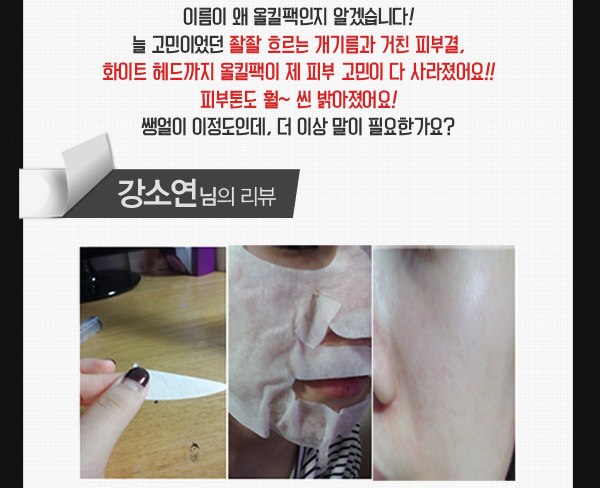 이름이 왜 올킬팩인지 알겠습니다!
늘 고민이었던 좔좔 흐르는 개기름과 거친 피부결,
화이트 헤드까지 올킬팩이 제 피부 고민이 다 사라졌어요!!
피부톤도 훨~ 씬 밝아졌어요!
쌩얼이 이정도인데, 더 이상 말이 필요한가요?
강소연님의 리뷰